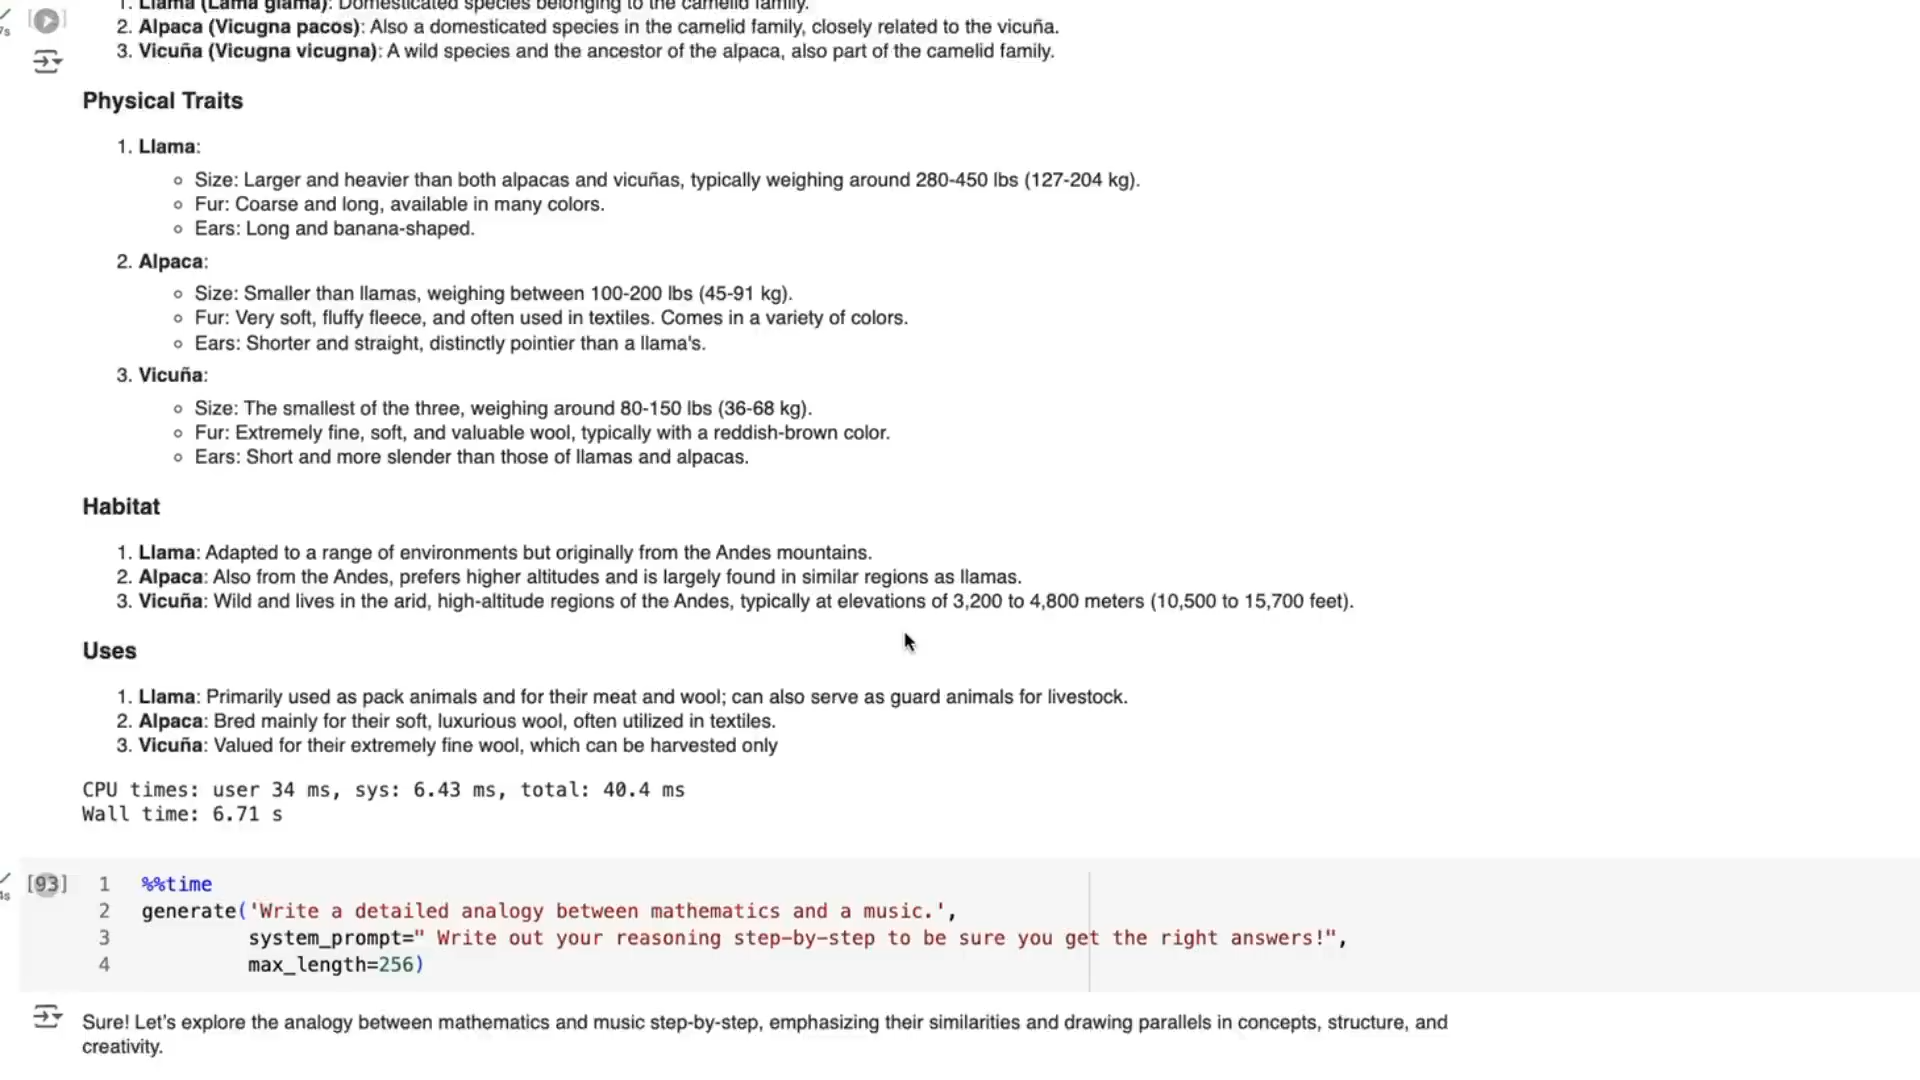 1. Llama (Lama glama): Domesticated species belonging to the camelid family.
2. Alpaca (Vicugna pacos): Also a domesticated species in the camelid family, closely related to the vicuña.
3. Vicuña (Vicugna vicugna): A wild species and the ancestor of the alpaca, also part of the camelid family.
Physical Traits
1. Llama:
◦ Size: Larger and heavier than both alpacas and vicuñas, typically weighing around 280-450 lbs (127-204 kg).
◦ Fur: Coarse and long, available in many colors.
◦ Ears: Long and banana-shaped.
2. Alpaca:
◦ Size: Smaller than llamas, weighing between 100-200 lbs (45-91 kg).
◦ Fur: Very soft, fluffy fleece, and often used in textiles. Comes in a variety of colors.
◦ Ears: Shorter and straight, distinctly pointier than a llama's.
3. Vicuña:
◦ Size: The smallest of the three, weighing around 80-150 lbs (36-68 kg).
◦ Fur: Extremely fine, soft, and valuable wool, typically with a reddish-brown color.
◦ Ears: Short and more slender than those of llamas and alpacas.
Habitat
1. Llama: Adapted to a range of environments but originally from the Andes mountains.
2. Alpaca: Also from the Andes, prefers higher altitudes and is largely found in similar regions as llamas.
3. Vicuña: Wild and lives in the arid, high-altitude regions of the Andes, typically at elevations of 3,200 to 4,800 meters (10,500 to 15,700 feet).
Uses
1. Llama: Primarily used as pack animals and for their meat and wool; can also serve as guard animals for livestock.
2. Alpaca: Bred mainly for their soft, luxurious wool, often utilized in textiles.
3. Vicuña: Valued for their extremely fine wool, which can be harvested only
CPU times: user 34 ms, sys: 6.43 ms, total: 40.4 ms
Wall time: 6.71 s
[93] 1 %%time
2 generate('Write a detailed analogy between mathematics and a music.',
3 system_prompt=" Write out your reasoning step-by-step to be sure you get the right answers!",
4 max_length=256)
Sure! Let's explore the analogy between mathematics and music step-by-step, emphasizing their similarities and drawing parallels in concepts, structure, and
creativity.